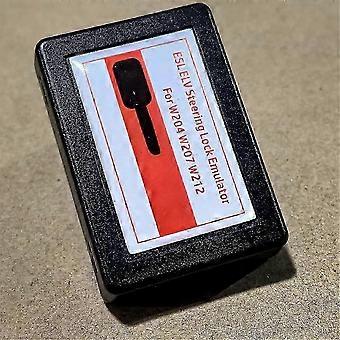 ESL ELV Steering Lock Emulator
For W204 W207 W212